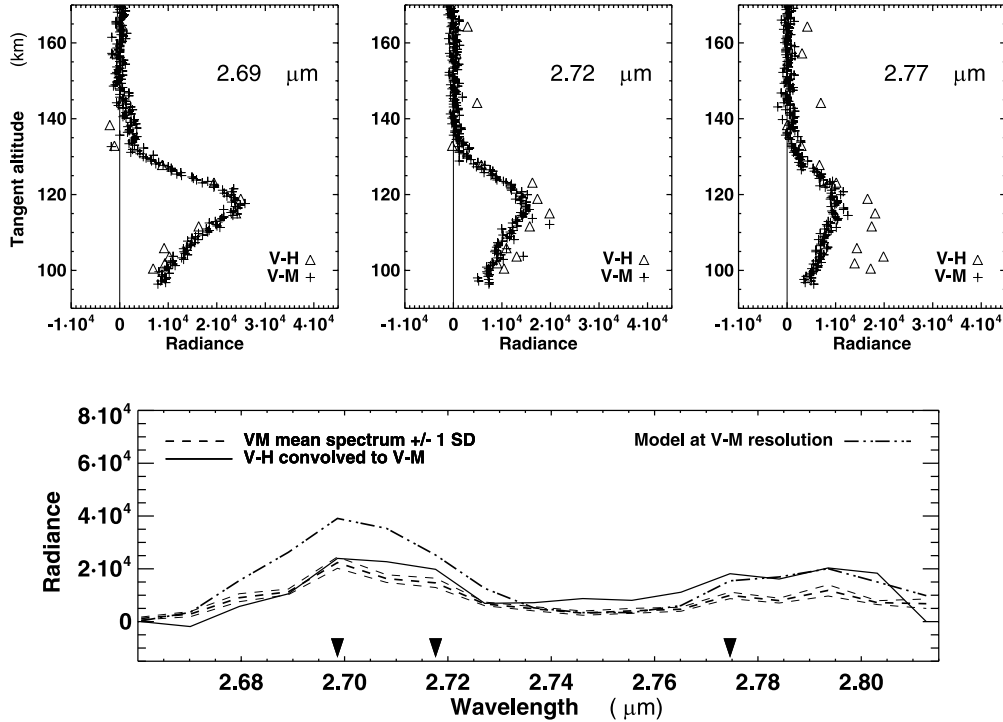 160
140
120
100
Tangent altitude (km)
2.69 μm
V-H △
V-M +
-1·10⁴ 0 1·10⁴ 2·10⁴ 3·10⁴ 4·10⁴
Radiance
160
140
120
100
2.72 μm
V-H △
V-M +
-1·10⁴ 0 1·10⁴ 2·10⁴ 3·10⁴ 4·10⁴
Radiance
160
140
120
100
2.77 μm
V-H △
V-M +
-1·10⁴ 0 1·10⁴ 2·10⁴ 3·10⁴ 4·10⁴
Radiance
8·10⁴
6·10⁴
4·10⁴
2·10⁴
0
Radiance
VM mean spectrum +/- 1 SD
V-H convolved to V-M
Model at V-M resolution
2.68 2.70 2.72 2.74 2.76 2.78 2.80
Wavelength ( μm)